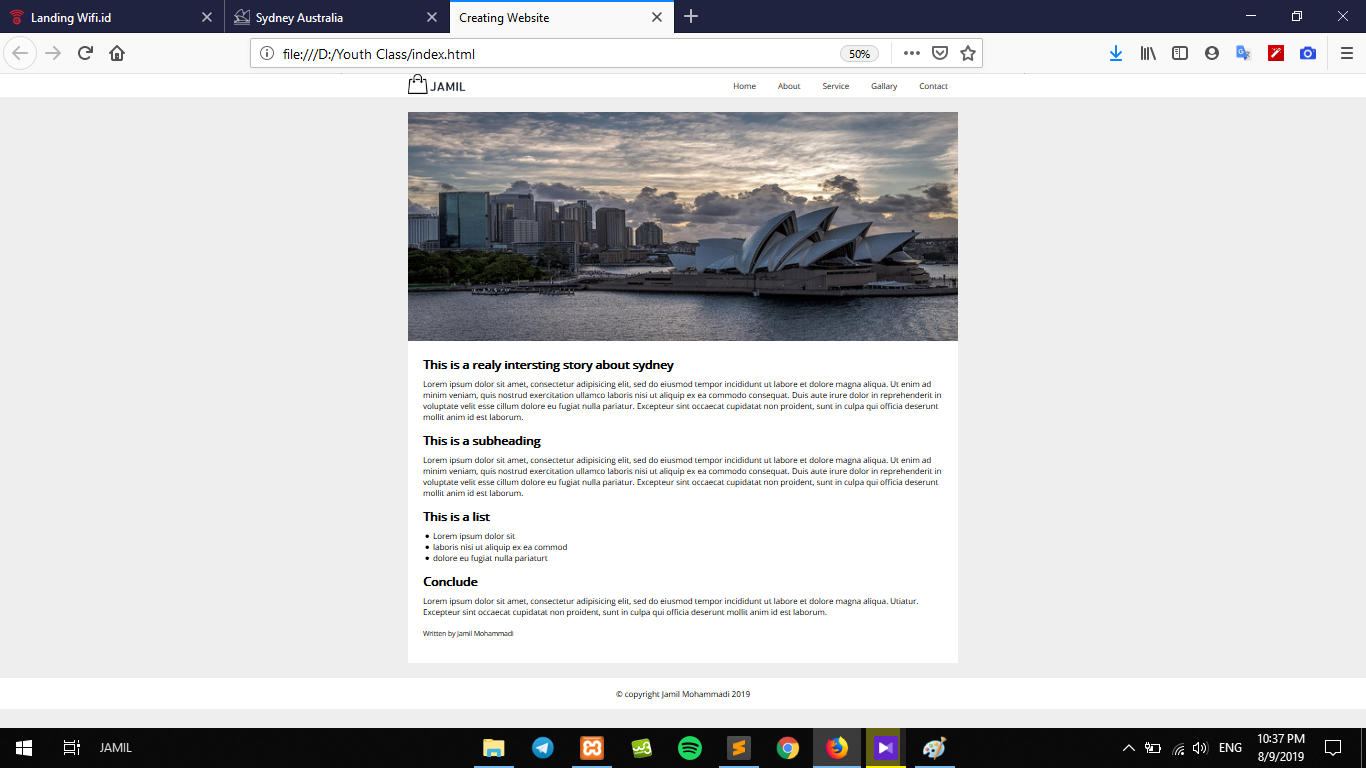 Landing Wifi.id
Sydney Australia
Creating Website
file:///D:/Youth Class/index.html
50%
JAMIL
Home About Service Gallary Contact
This is a realy intersting story about sydney
Lorem ipsum dolor sit amet, consectetur adipisicing elit, sed do eiusmod tempor incididunt ut labore et dolore magna aliqua. Ut enim ad
minim veniam, quis nostrud exercitation ullamco laboris nisi ut aliquip ex ea commodo consequat. Duis aute irure dolor in reprehenderit in
voluptate velit esse cillum dolore eu fugiat nulla pariatur. Excepteur sint occaecat cupidatat non proident, sunt in culpa qui officia deserunt
mollit anim id est laborum.
This is a subheading
Lorem ipsum dolor sit amet, consectetur adipisicing elit, sed do eiusmod tempor incididunt ut labore et dolore magna aliqua. Ut enim ad
minim veniam, quis nostrud exercitation ullamco laboris nisi ut aliquip ex ea commodo consequat. Duis aute irure dolor in reprehenderit in
voluptate velit esse cillum dolore eu fugiat nulla pariatur. Excepteur sint occaecat cupidatat non proident, sunt in culpa qui officia deserunt
mollit anim id est laborum.
This is a list
• Lorem ipsum dolor sit
• laboris nisi ut aliquip ex ea commod
• dolore eu fugiat nulla pariaturt
Conclude
Lorem ipsum dolor sit amet, consectetur adipisicing elit, sed do eiusmod tempor incididunt ut labore et dolore magna aliqua. Utiatur.
Excepteur sint occaecat cupidatat non proident, sunt in culpa qui officia deserunt mollit anim id est laborum.
Written by Jamil Mohammadi
© copyright Jamil Mohammadi 2019
JAMIL
ENG
10:37 PM
8/9/2019